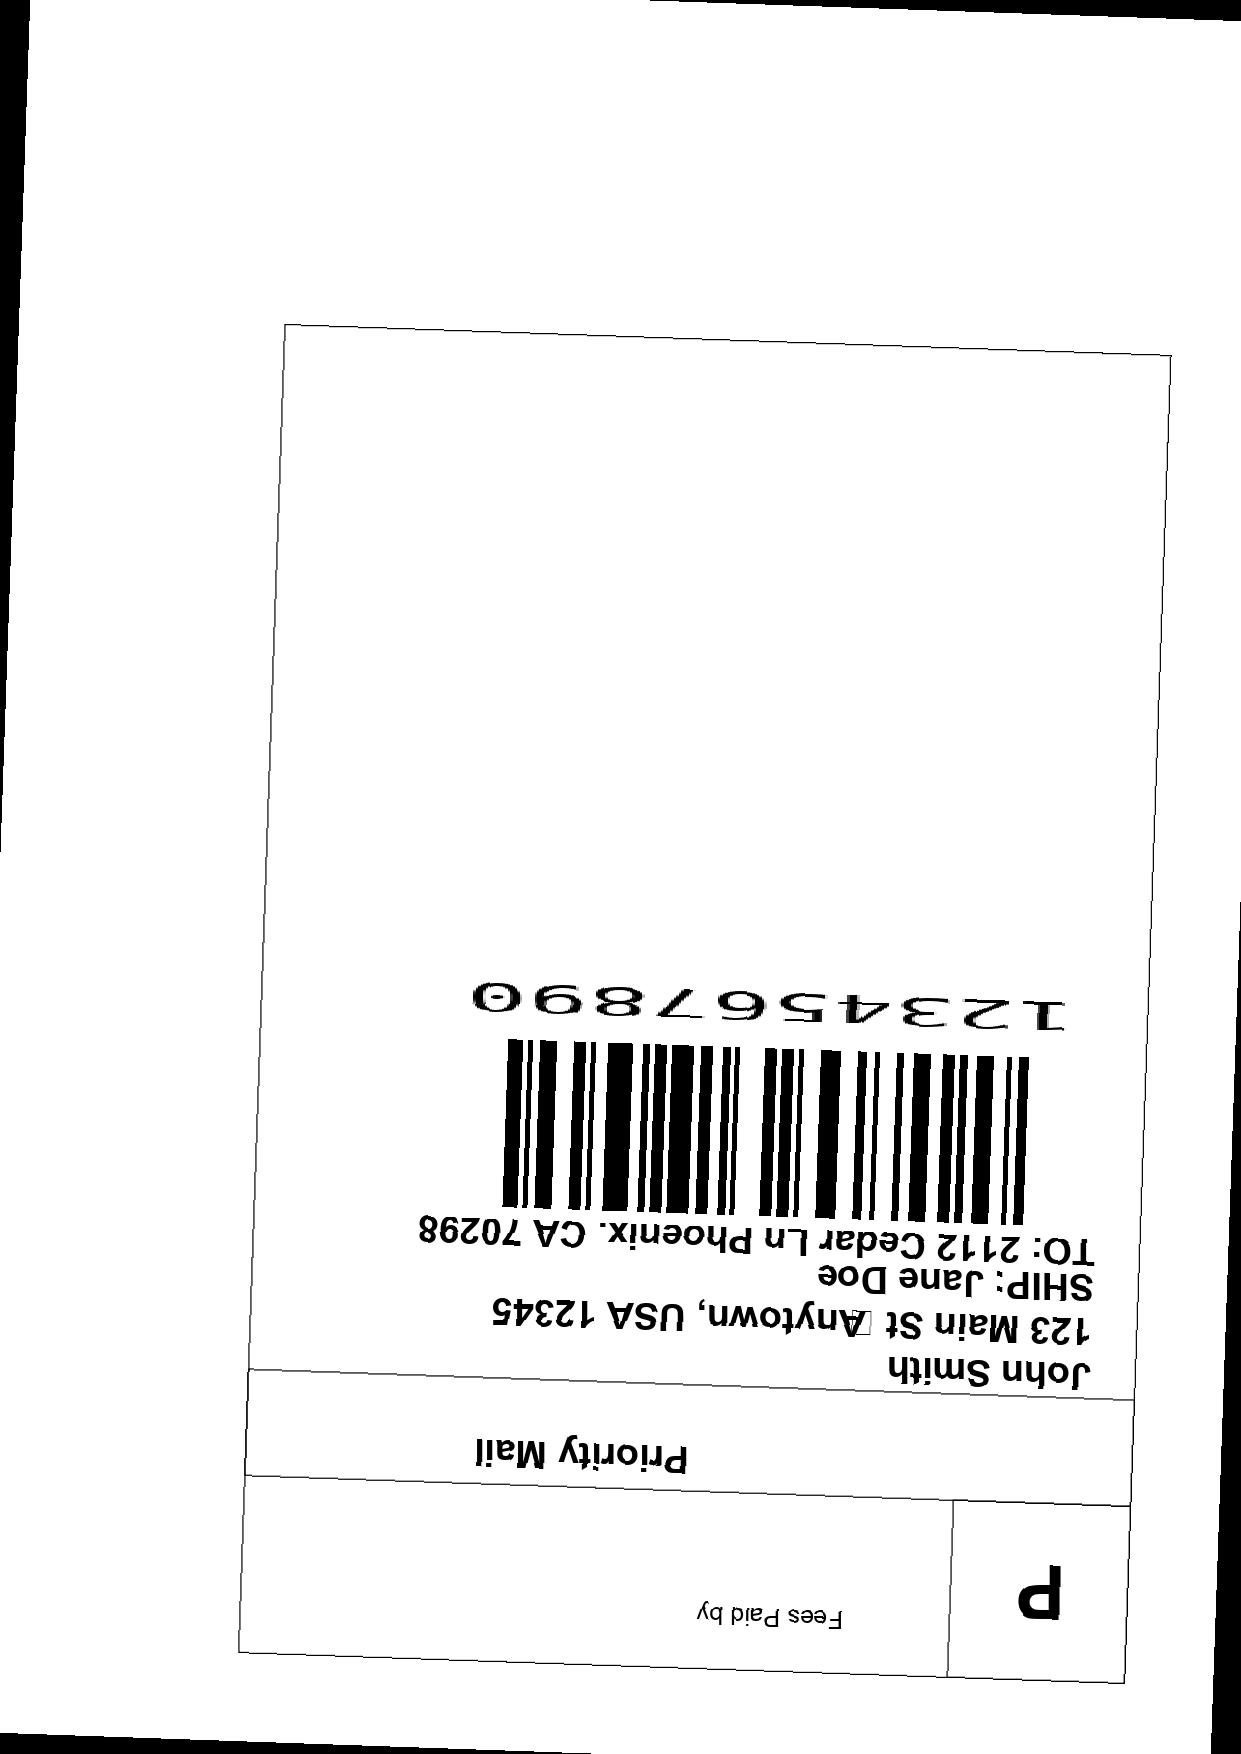 P
Fees Paid by
Priority Mail
John Smith
123 Main St □Anytown, USA 12345
SHIP: Jane Doe
TO: 2112 Cedar Ln Phoenix. CA 70298
1234567890